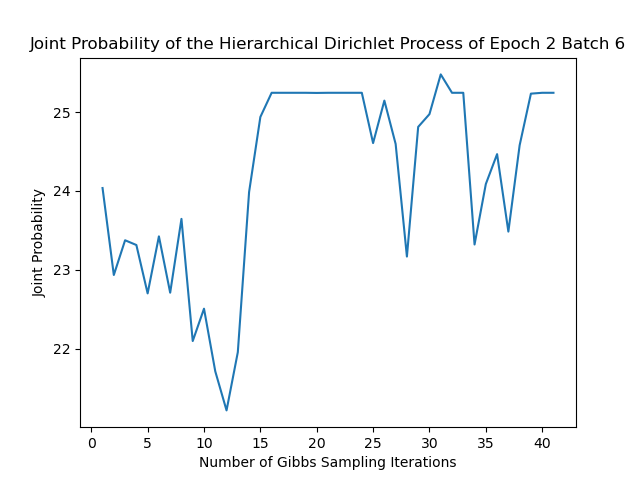 Joint Probability of the Hierarchical Dirichlet Process of Epoch 2 Batch 6
25
24
23
22
Joint Probability
0 5 10 15 20 25 30 35 40
Number of Gibbs Sampling Iterations